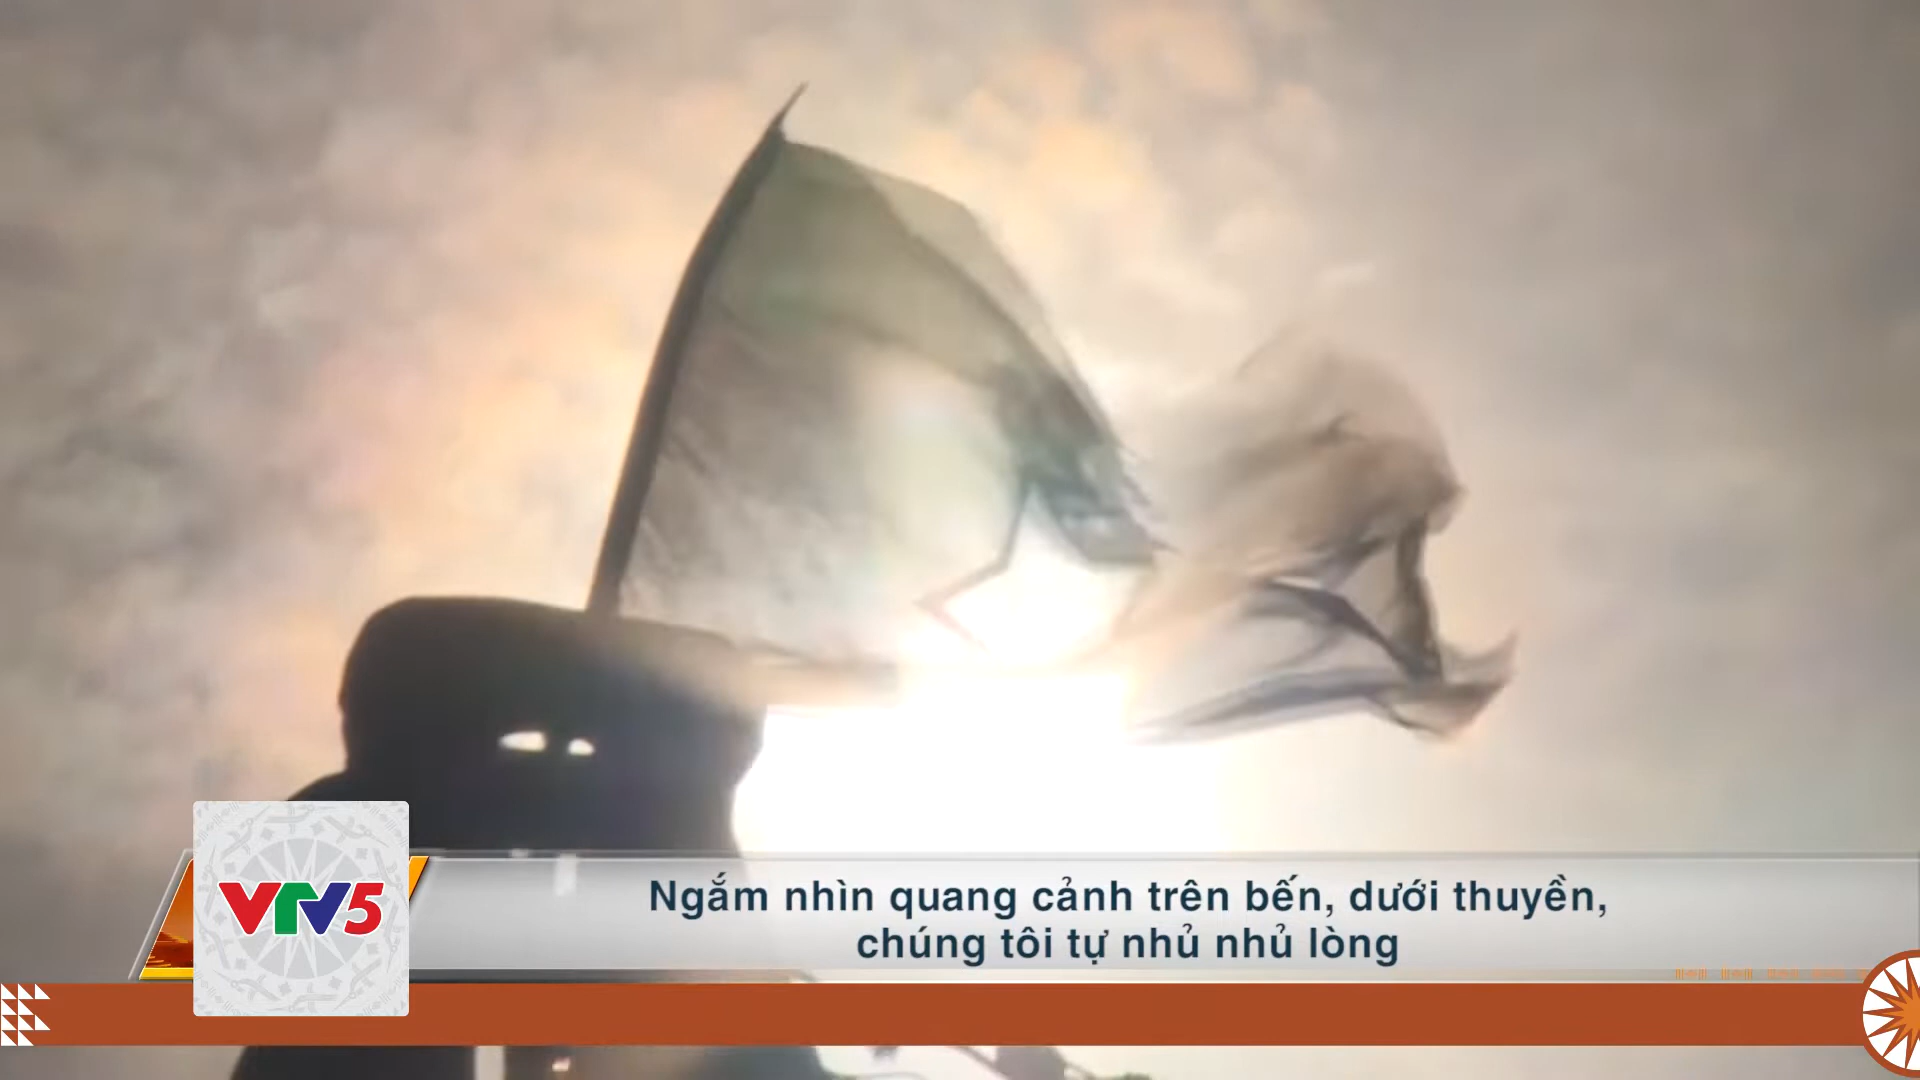 Ngắm nhìn quang cảnh trên bến, dưới thuyền,
chúng tôi tự nhủ nhủ lòng
VTV5